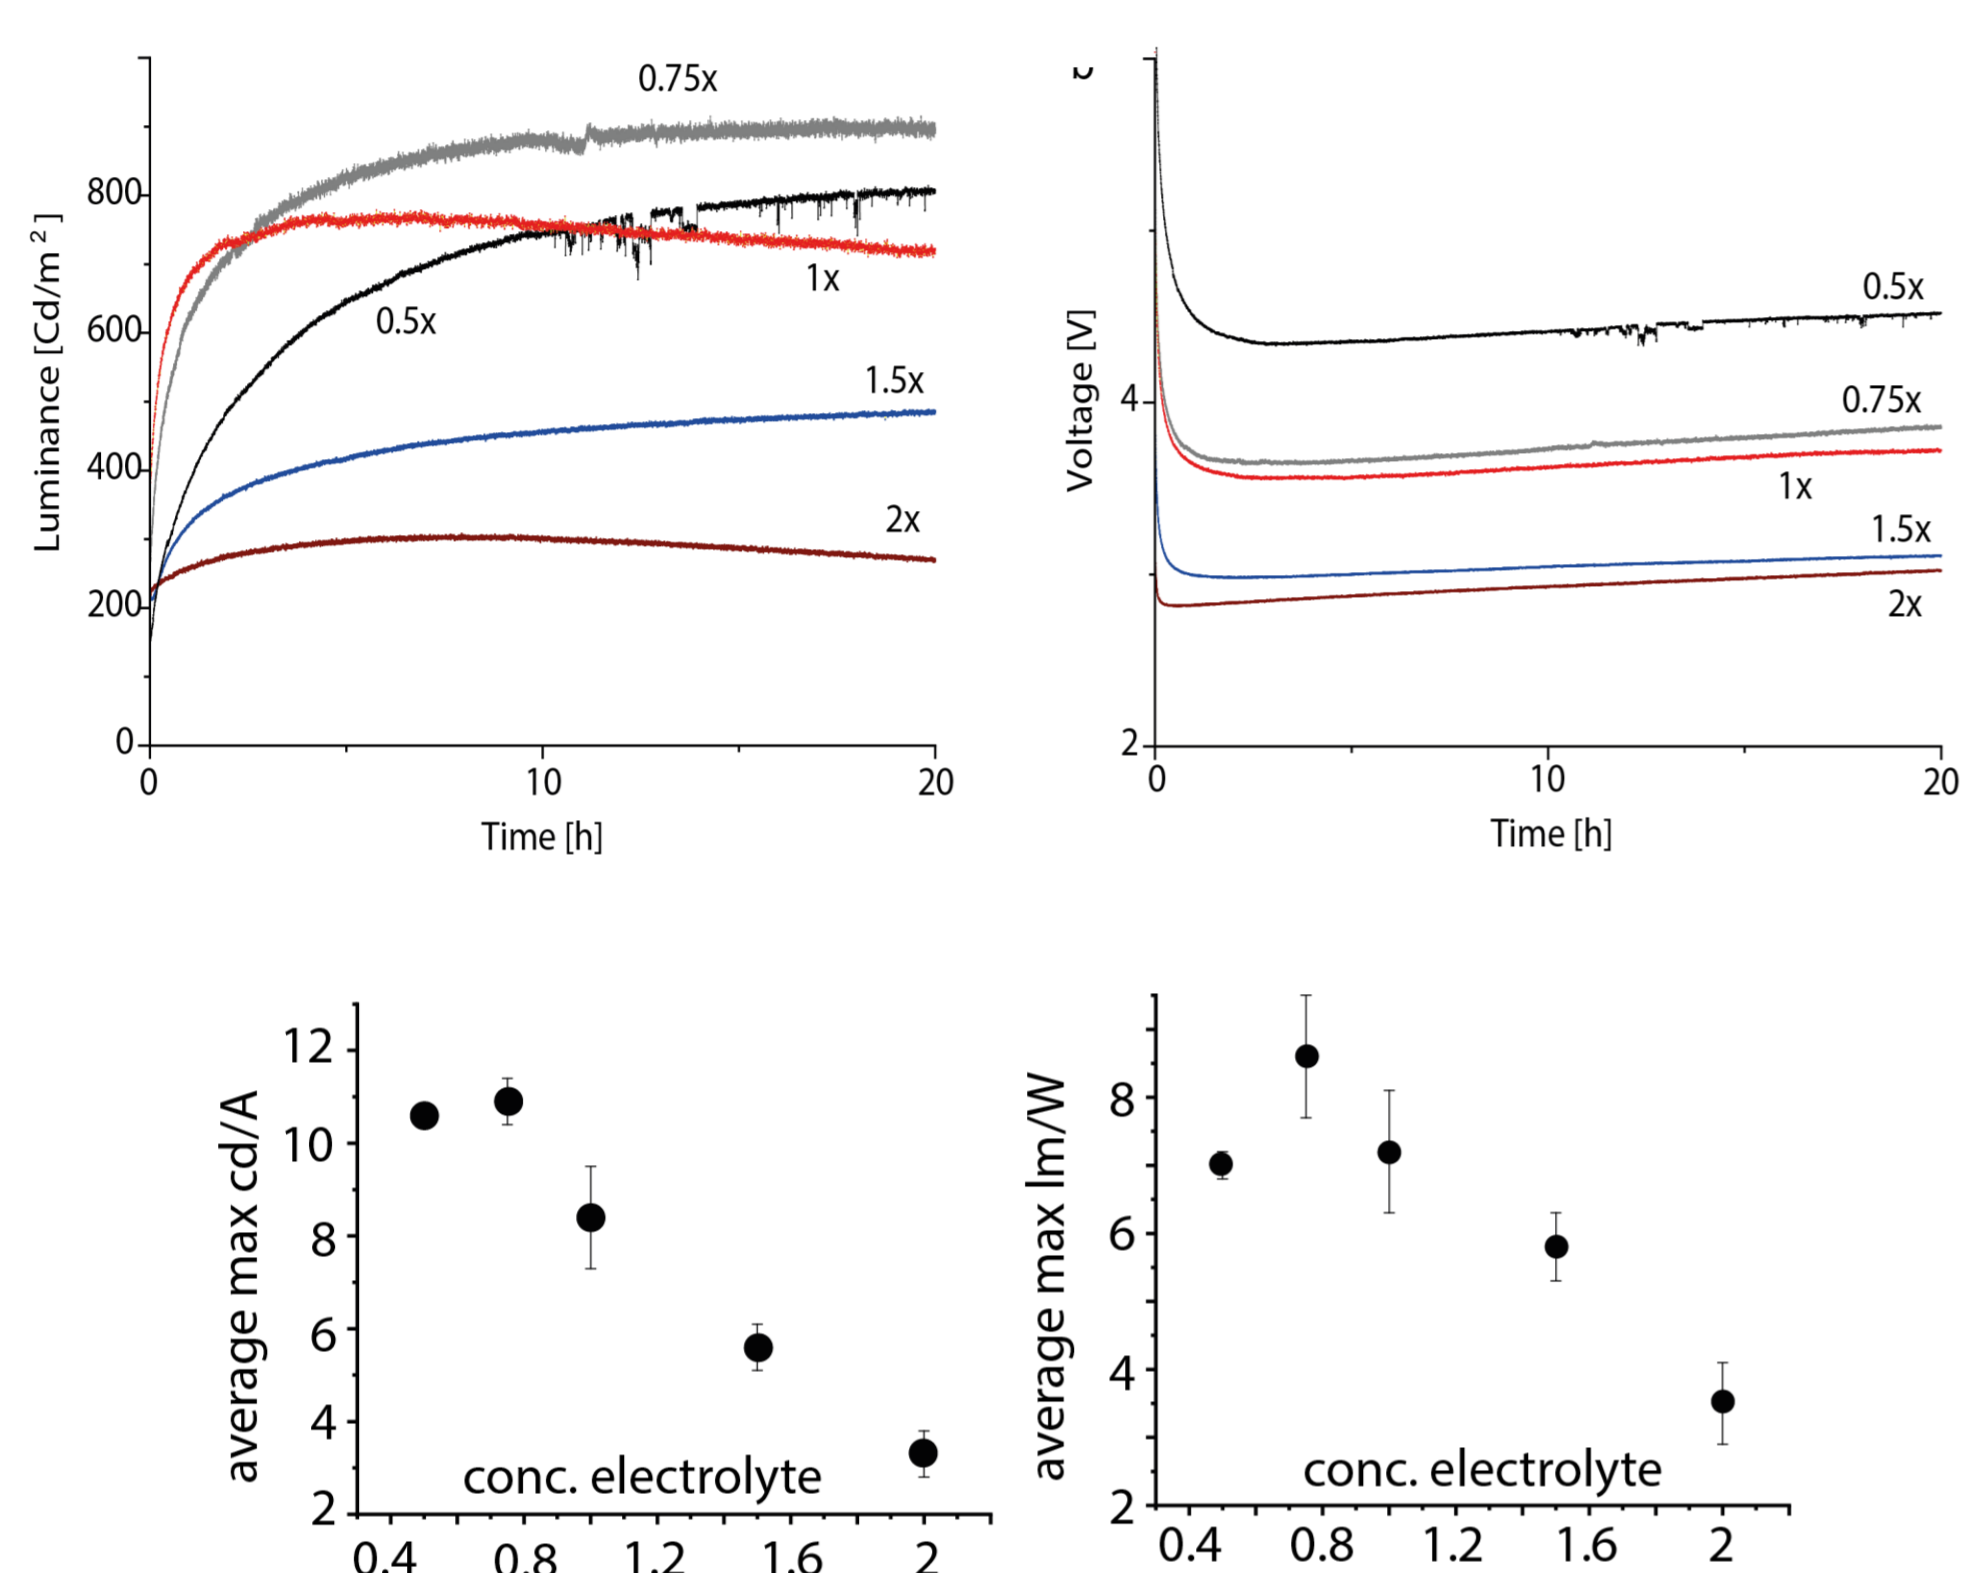 0.75x
800
600
400
200
0
0.5x
1x
1.5x
2x
Luminance [Cd/m ²]
0
10
20
Time [h]
0.5x
0.75x
1x
1.5x
2x
4
2
Voltage [V]
0
10
20
Time [h]
12
10
8
6
4
2
average max cd/A
conc. electrolyte
0.4
0.8
1.2
1.6
2
8
6
4
2
average max lm/W
conc. electrolyte
0.4
0.8
1.2
1.6
2